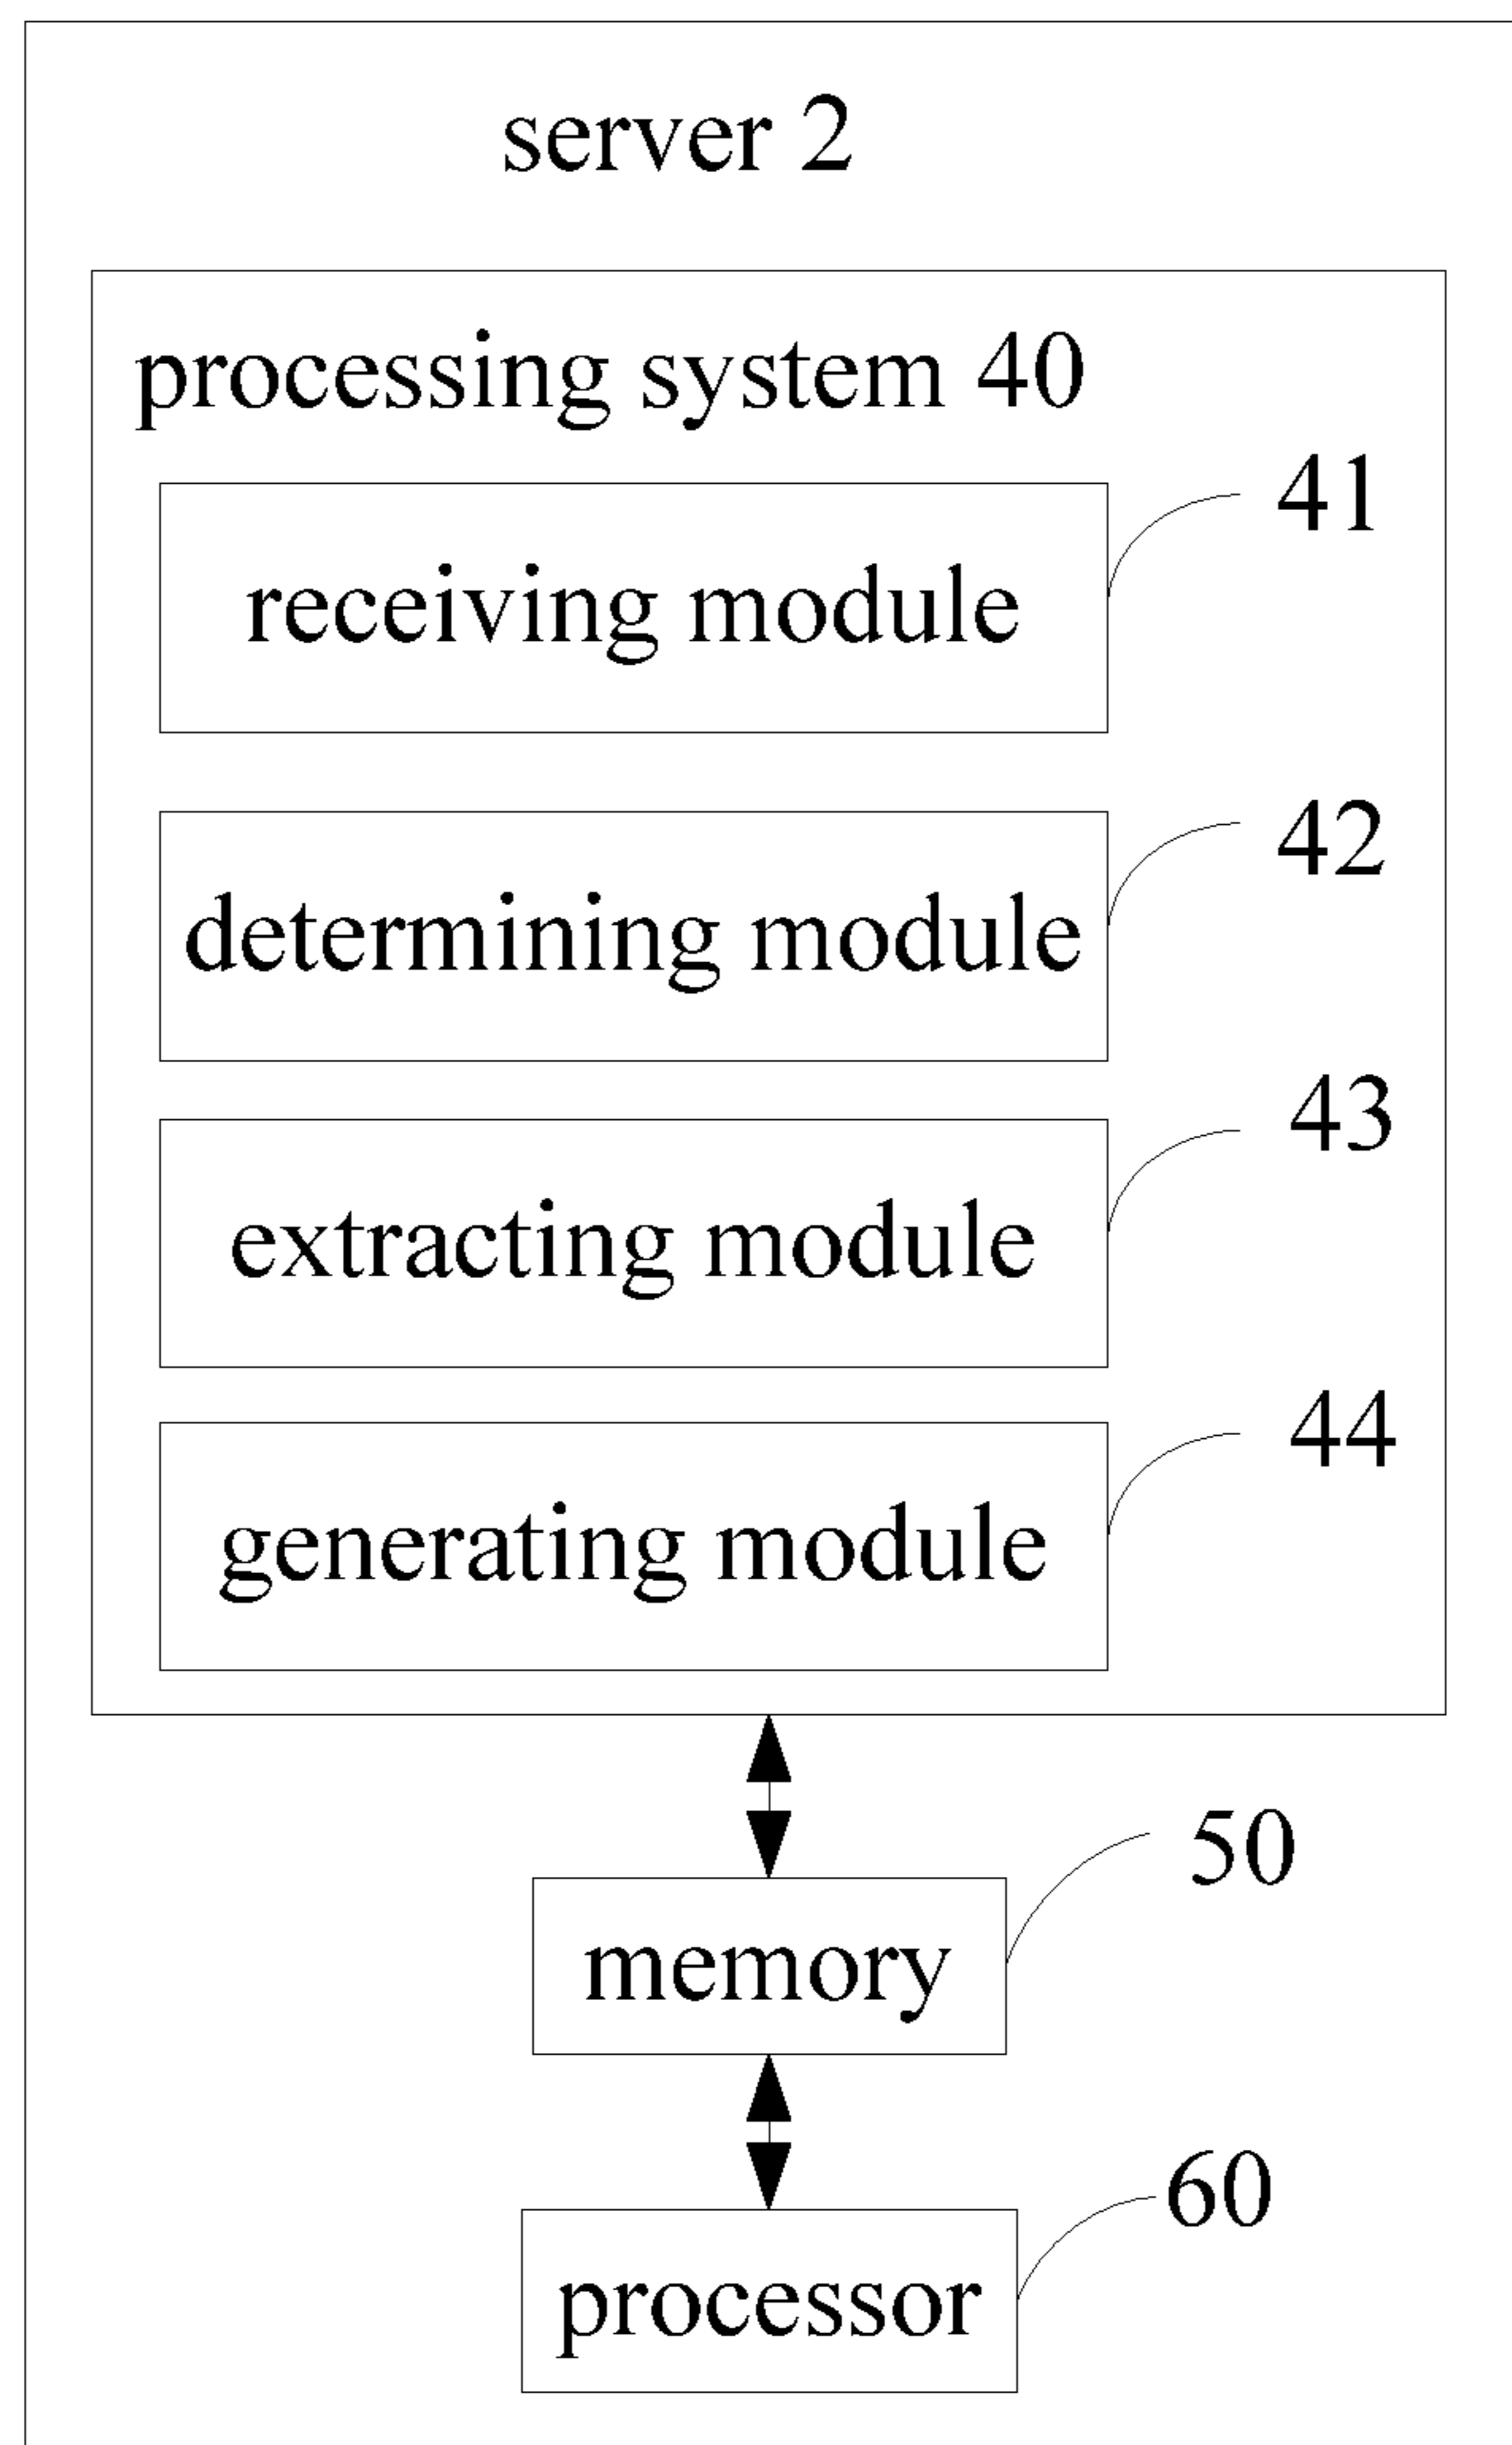 server 2
processing system 40
41
receiving module
42
determining module
43
extracting module
44
generating module
50
memory
60
processor